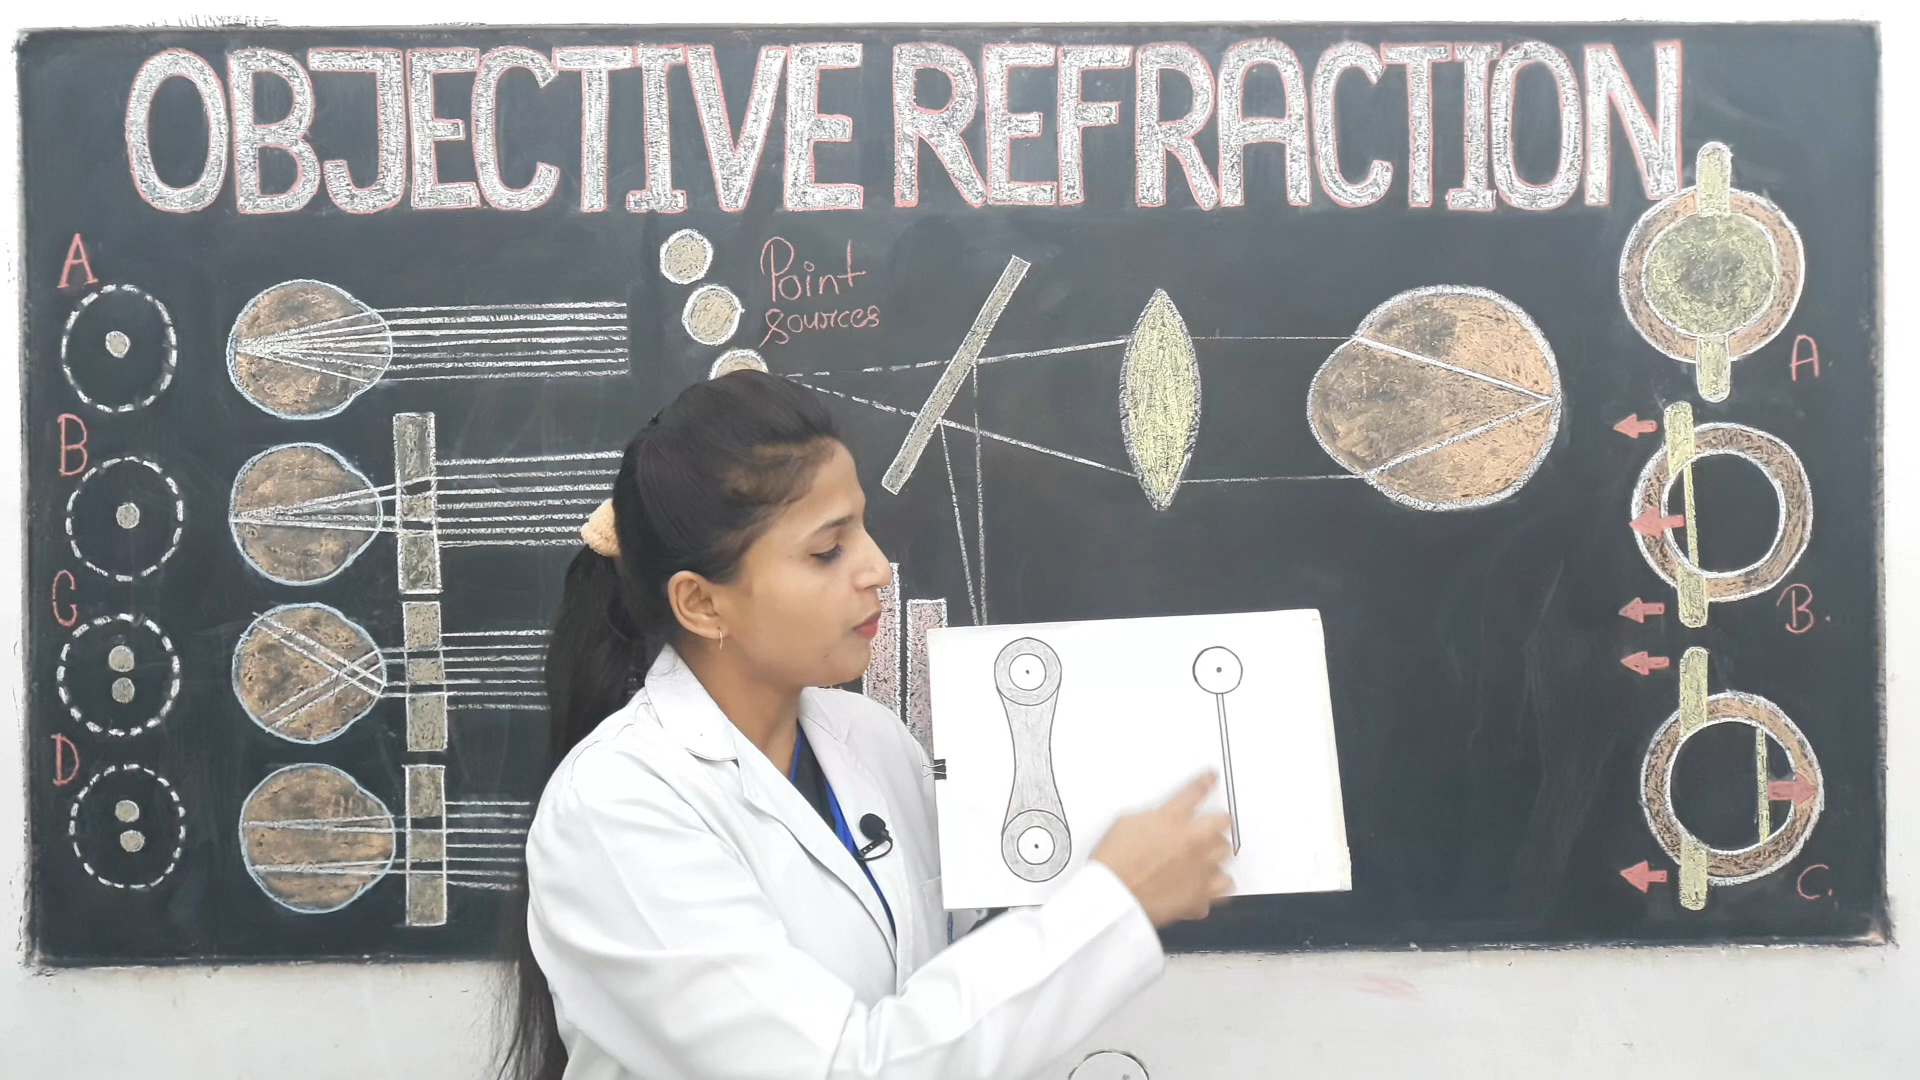 OBJECTIVE REFRACTION
A
B
C
D
Point
sources
A.
B.
C.